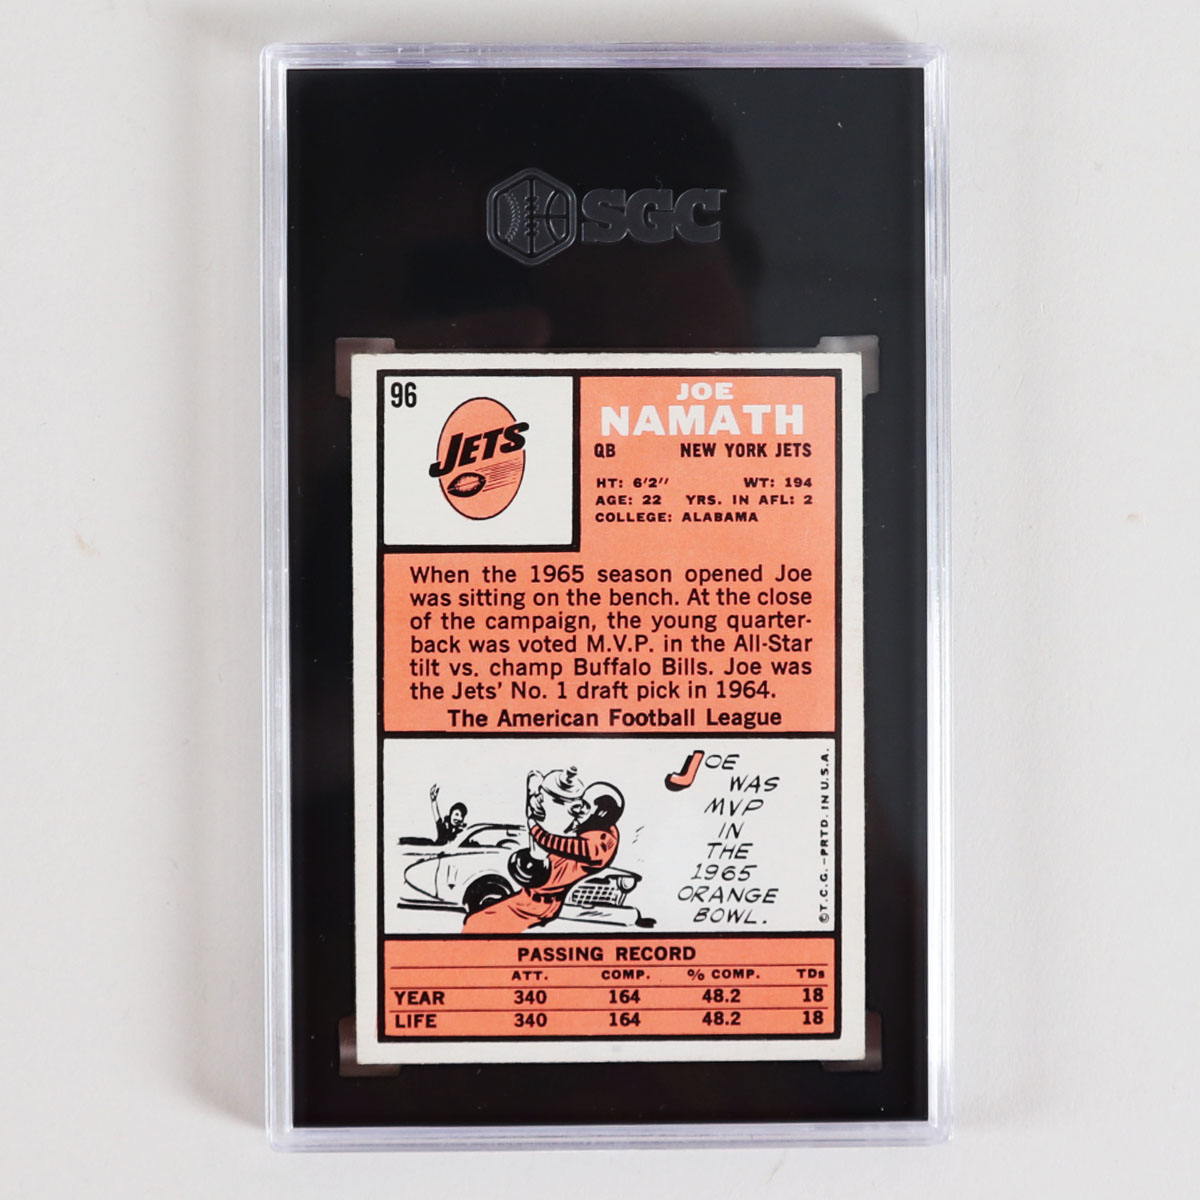 SGC
96
JETS
JOE
NAMATH
QB NEW YORK JETS
HT: 6'2'' WT: 194
AGE: 22 YRS. IN AFL: 2
COLLEGE: ALABAMA
When the 1965 season opened Joe
was sitting on the bench. At the close
of the campaign, the young quarter-
back was voted M.V.P. in the All-Star
tilt vs. champ Buffalo Bills. Joe was
the Jets' No. 1 draft pick in 1964.
The American Football League
JOE
WAS
MVP
IN
THE
1965
ORANGE
BOWL.
©T.C.G.—PRTD. IN U.S.A.
PASSING RECORD
ATT. COMP. % COMP. TDs
YEAR 340 164 48.2 18
LIFE 340 164 48.2 18